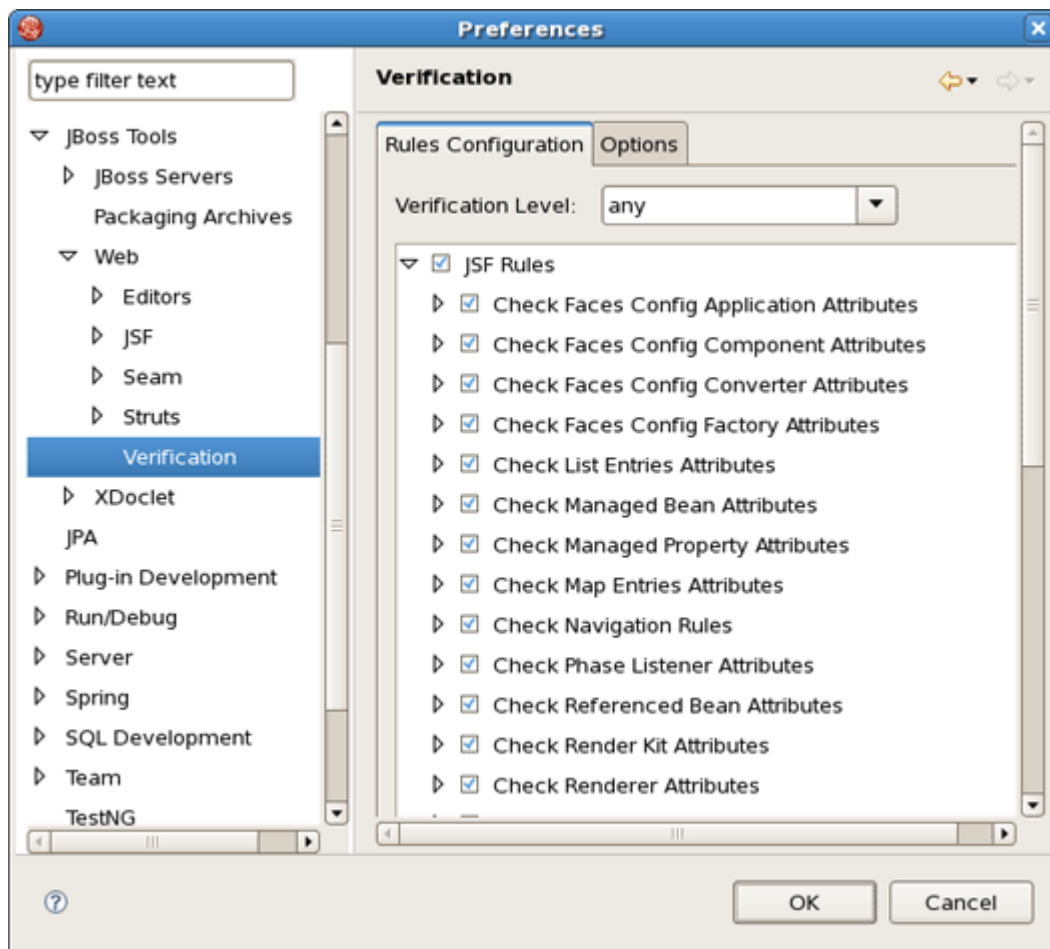 Preferences
type filter text
JBoss Tools
JBoss Servers
Packaging Archives
Web
Editors
JSF
Seam
Struts
Verification
XDoclet
JPA
Plug-in Development
Run/Debug
Server
Spring
SQL Development
Team
TestNG
Verification
Rules Configuration
Options
Verification Level: any
JSF Rules
Check Faces Config Application Attributes
Check Faces Config Component Attributes
Check Faces Config Converter Attributes
Check Faces Config Factory Attributes
Check List Entries Attributes
Check Managed Bean Attributes
Check Managed Property Attributes
Check Map Entries Attributes
Check Navigation Rules
Check Phase Listener Attributes
Check Referenced Bean Attributes
Check Render Kit Attributes
Check Renderer Attributes
?
OK
Cancel